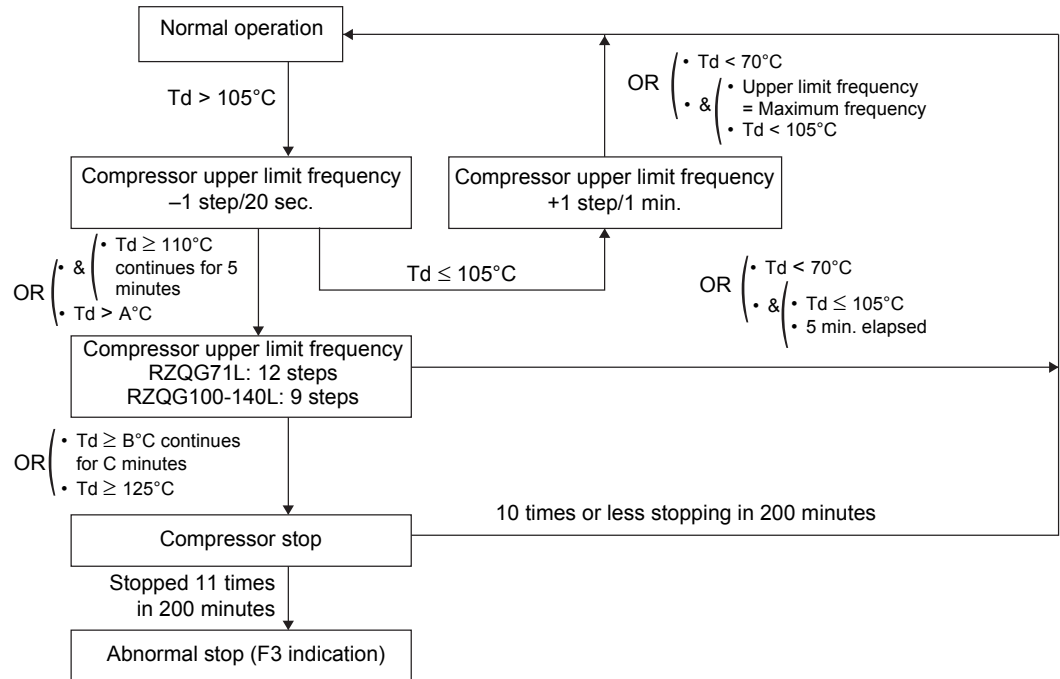 Normal operation
Td > 105°C
OR
• Td < 70°C
• & • Upper limit frequency
= Maximum frequency
• Td < 105°C
Compressor upper limit frequency
–1 step/20 sec.
Compressor upper limit frequency
+1 step/1 min.
OR
• & • Td ≥ 110°C
continues for 5
minutes
• Td > A°C
Td ≤ 105°C
OR
• Td < 70°C
• & • Td ≤ 105°C
• 5 min. elapsed
Compressor upper limit frequency
RZQG71L: 12 steps
RZQG100-140L: 9 steps
OR
• Td ≥ B°C continues
for C minutes
• Td ≥ 125°C
Compressor stop
10 times or less stopping in 200 minutes
Stopped 11 times
in 200 minutes
Abnormal stop (F3 indication)